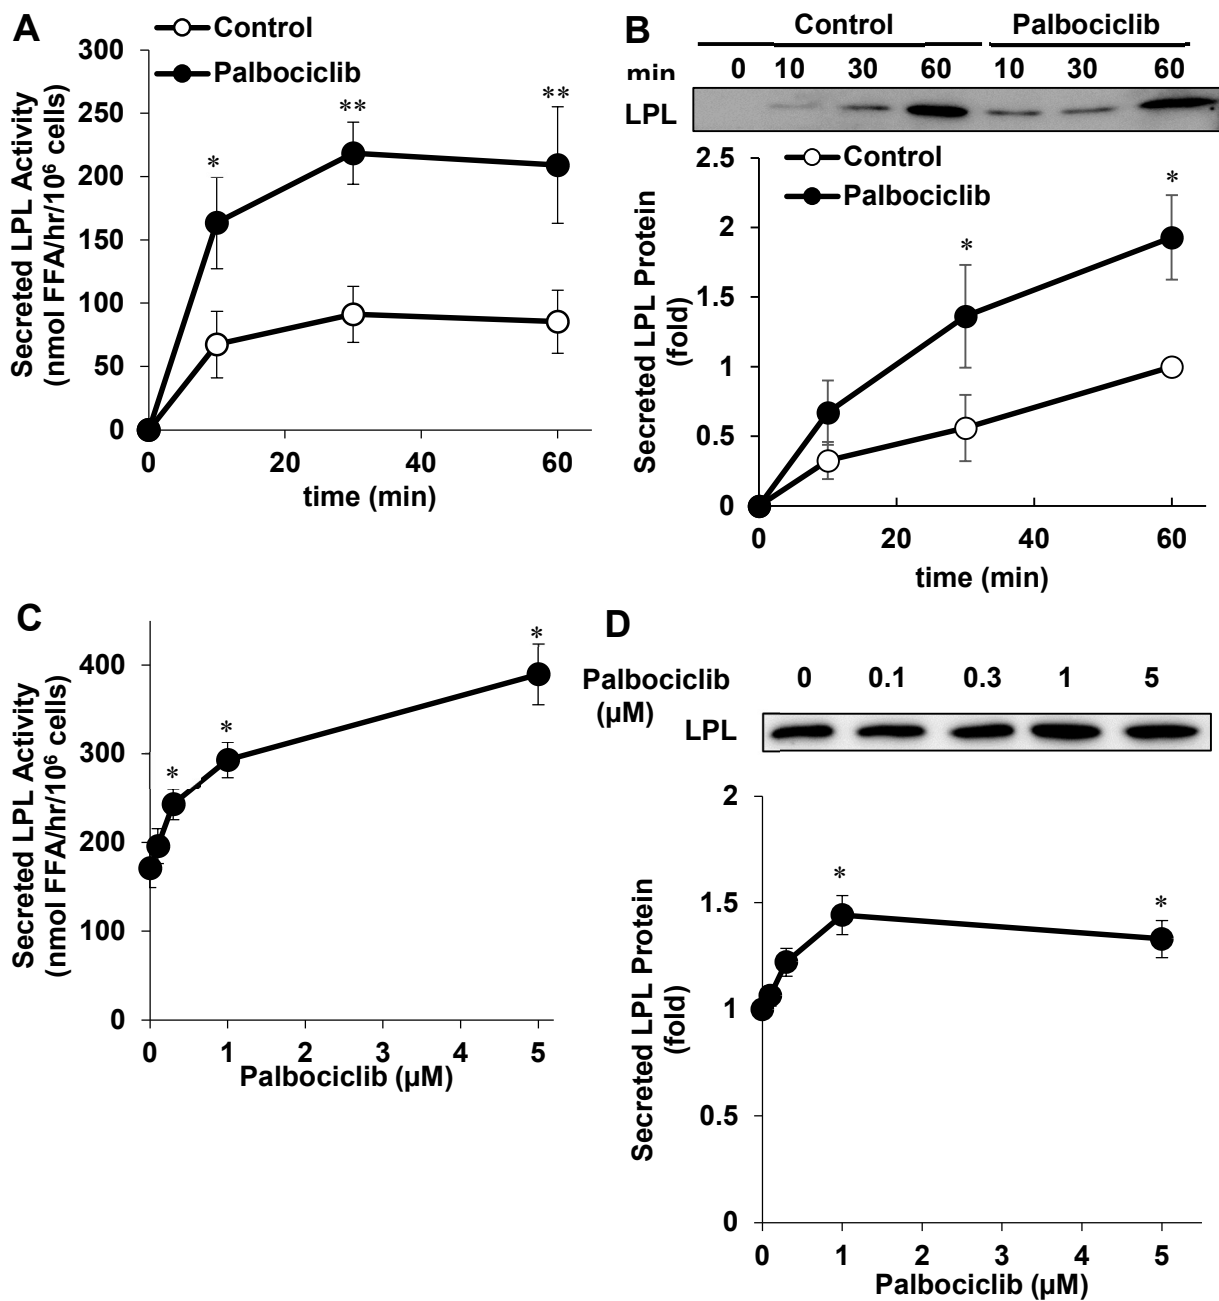 A
Control
Palbociclib
300
250
200
150
100
50
0
* ** **
0 20 40 60
time (min)
Secreted LPL Activity
(nmol FFA/hr/10⁶ cells)
B
Control Palbociclib
min 0 10 30 60 10 30 60
LPL
Control
Palbociclib
2.5
2
1.5
1
0.5
0
* *
0 20 40 60
time (min)
Secreted LPL Protein
(fold)
C
400
300
200
100
0
* * *
0 1 2 3 4 5
Palbociclib (µM)
Secreted LPL Activity
(nmol FFA/hr/10⁶ cells)
D
Palbociclib 0 0.1 0.3 1 5
(µM)
LPL
2
1.5
1
0.5
0
* *
0 1 2 3 4 5
Palbociclib (µM)
Secreted LPL Protein
(fold)